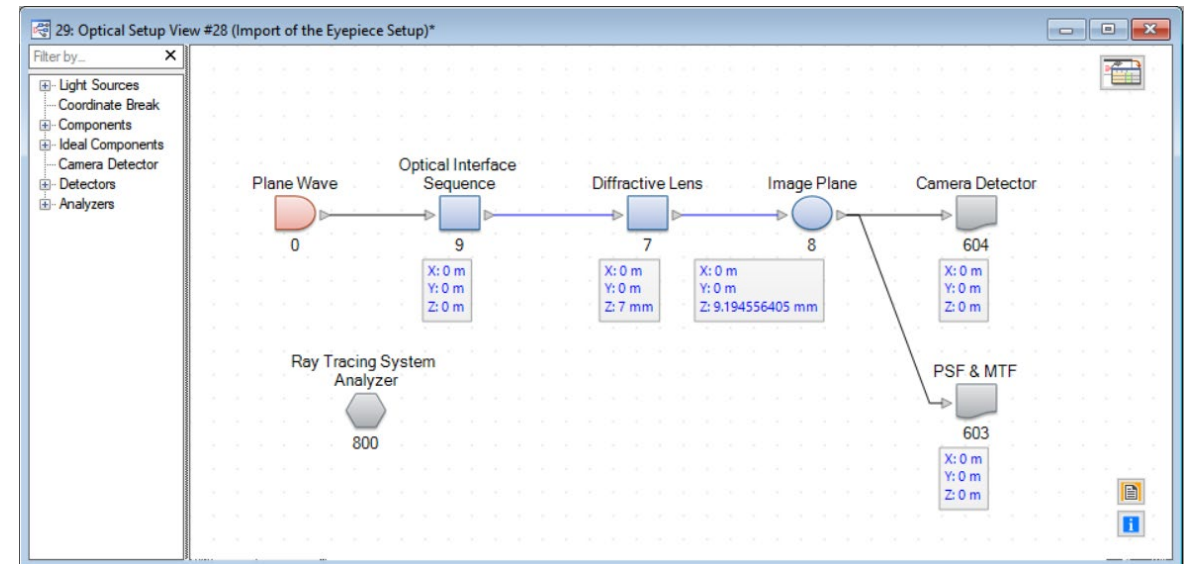 29: Optical Setup View #28 (Import of the Eyepiece Setup)*
Filter by...
X
Light Sources
Coordinate Break
Components
Ideal Components
Camera Detector
Detectors
Analyzers
Plane Wave
0
Optical Interface
Sequence
9
X: 0 m
Y: 0 m
Z: 0 m
Diffractive Lens
7
X: 0 m
Y: 0 m
Z: 7 mm
Image Plane
8
X: 0 m
Y: 0 m
Z: 9.194556405 mm
Camera Detector
604
X: 0 m
Y: 0 m
Z: 0 m
Ray Tracing System
Analyzer
800
PSF & MTF
603
X: 0 m
Y: 0 m
Z: 0 m